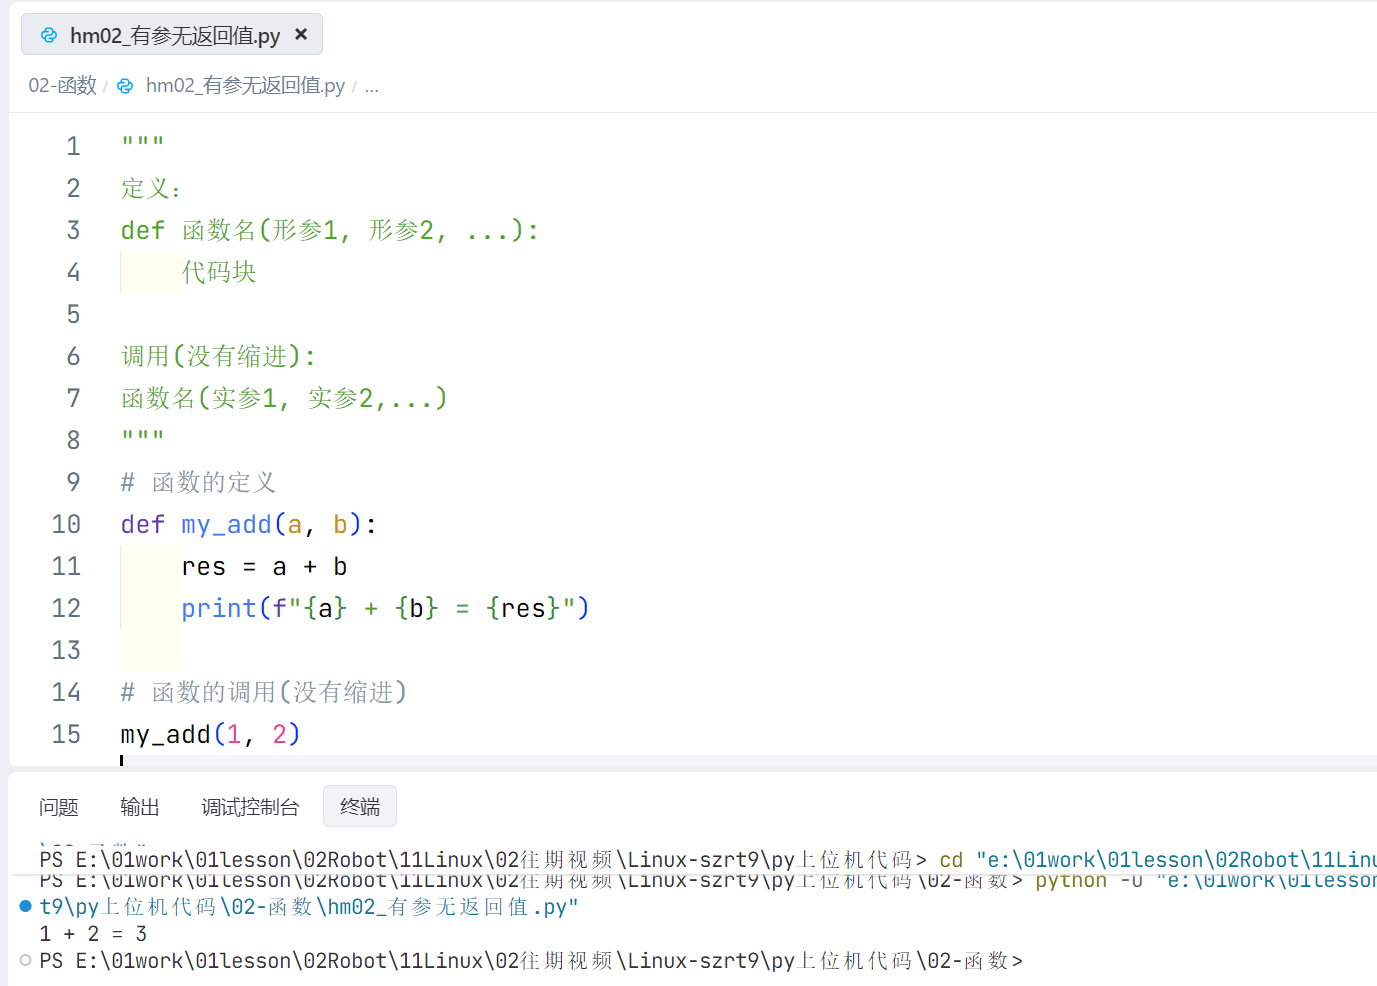 hm02_有参无返回值.py ×
02-函数 / hm02_有参无返回值.py / ...
1 """
2 定义:
3 def 函数名(形参1, 形参2, ...):
4     代码块
5
6 调用(没有缩进):
7 函数名(实参1, 实参2,...)
8 """
9 # 函数的定义
10 def my_add(a, b):
11     res = a + b
12     print(f"{a} + {b} = {res}")
13
14 # 函数的调用(没有缩进)
15 my_add(1, 2)
问题 输出 调试控制台 终端
PS E:\01work\01lesson\02Robot\11Linux\02往期视频\Linux-szrt9\py上位机代码> cd "e:\01work\01lesson\02Robot\11Linu
PS E:\01work\01lesson\02Robot\11Linux\02往期视频\Linux-szrt9\py上位机代码\02-函数> python -u "e:\01work\01lesson
t9\py上位机代码\02-函数\hm02_有参无返回值.py"
1 + 2 = 3
PS E:\01work\01lesson\02Robot\11Linux\02往期视频\Linux-szrt9\py上位机代码\02-函数>